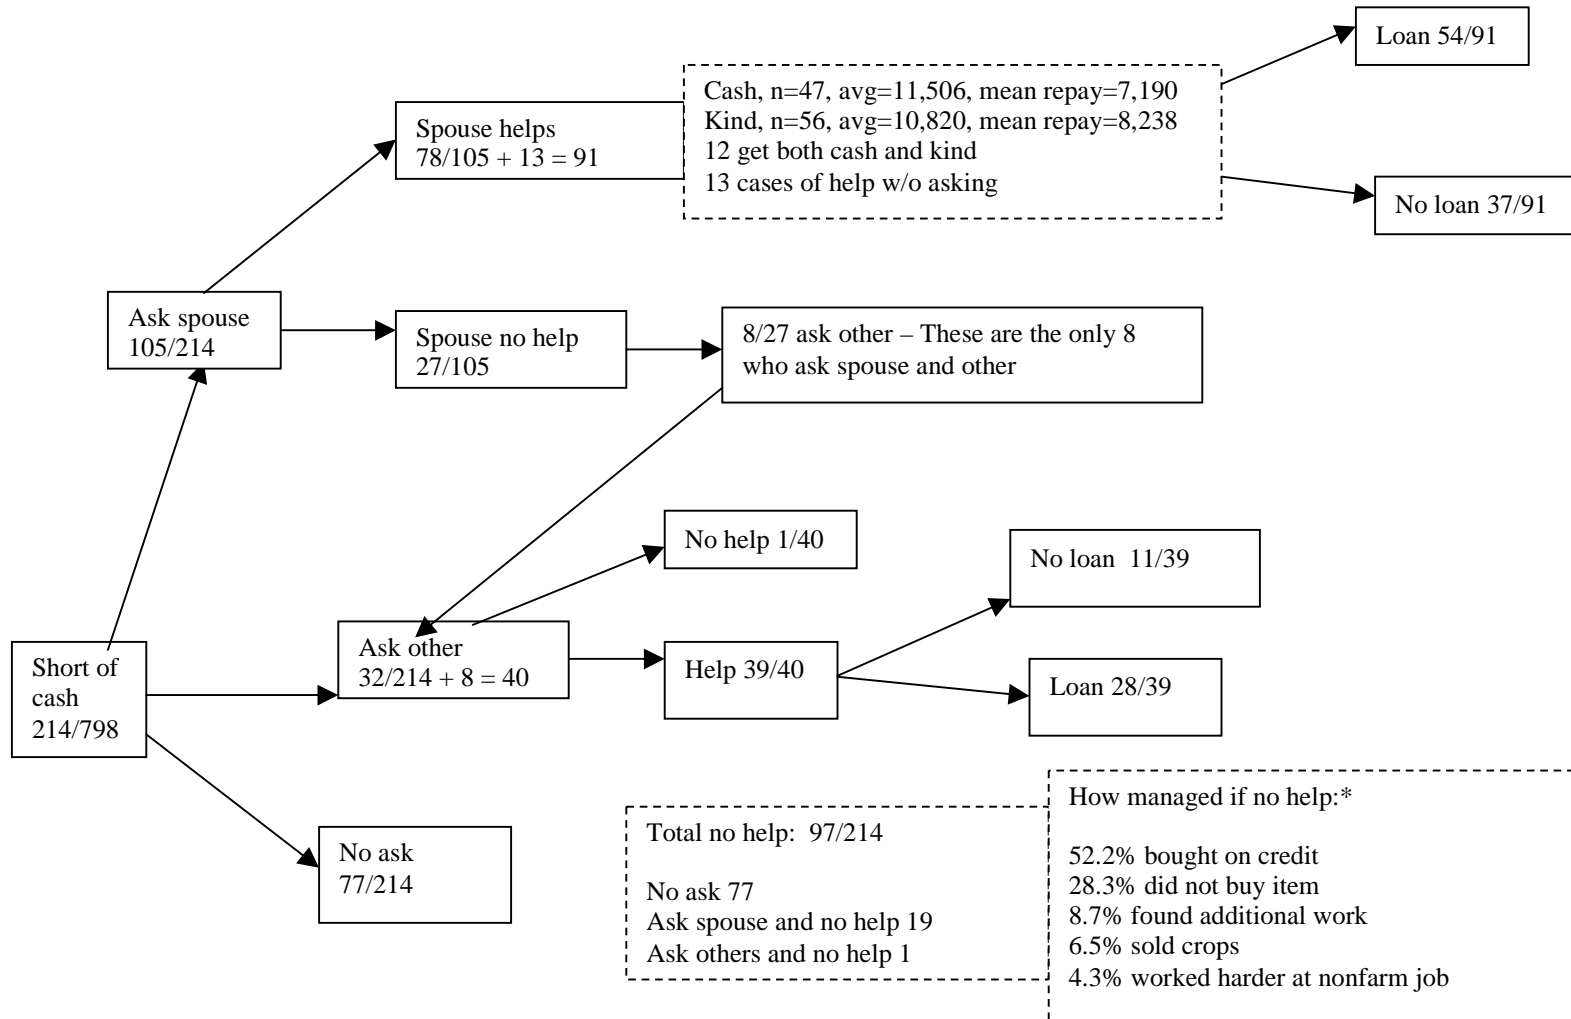 Loan 54/91
Cash, n=47, avg=11,506, mean repay=7,190
Kind, n=56, avg=10,820, mean repay=8,238
12 get both cash and kind
13 cases of help w/o asking
Spouse helps
78/105 + 13 = 91
No loan 37/91
Ask spouse
105/214
Spouse no help
27/105
8/27 ask other – These are the only 8
who ask spouse and other
No help 1/40
No loan  11/39
Ask other
32/214 + 8 = 40
Help 39/40
Loan 28/39
Short of
cash
214/798
No ask
77/214
Total no help:  97/214
No ask 77
Ask spouse and no help 19
Ask others and no help 1
How managed if no help:*
52.2% bought on credit
28.3% did not buy item
8.7% found additional work
6.5% sold crops
4.3% worked harder at nonfarm job